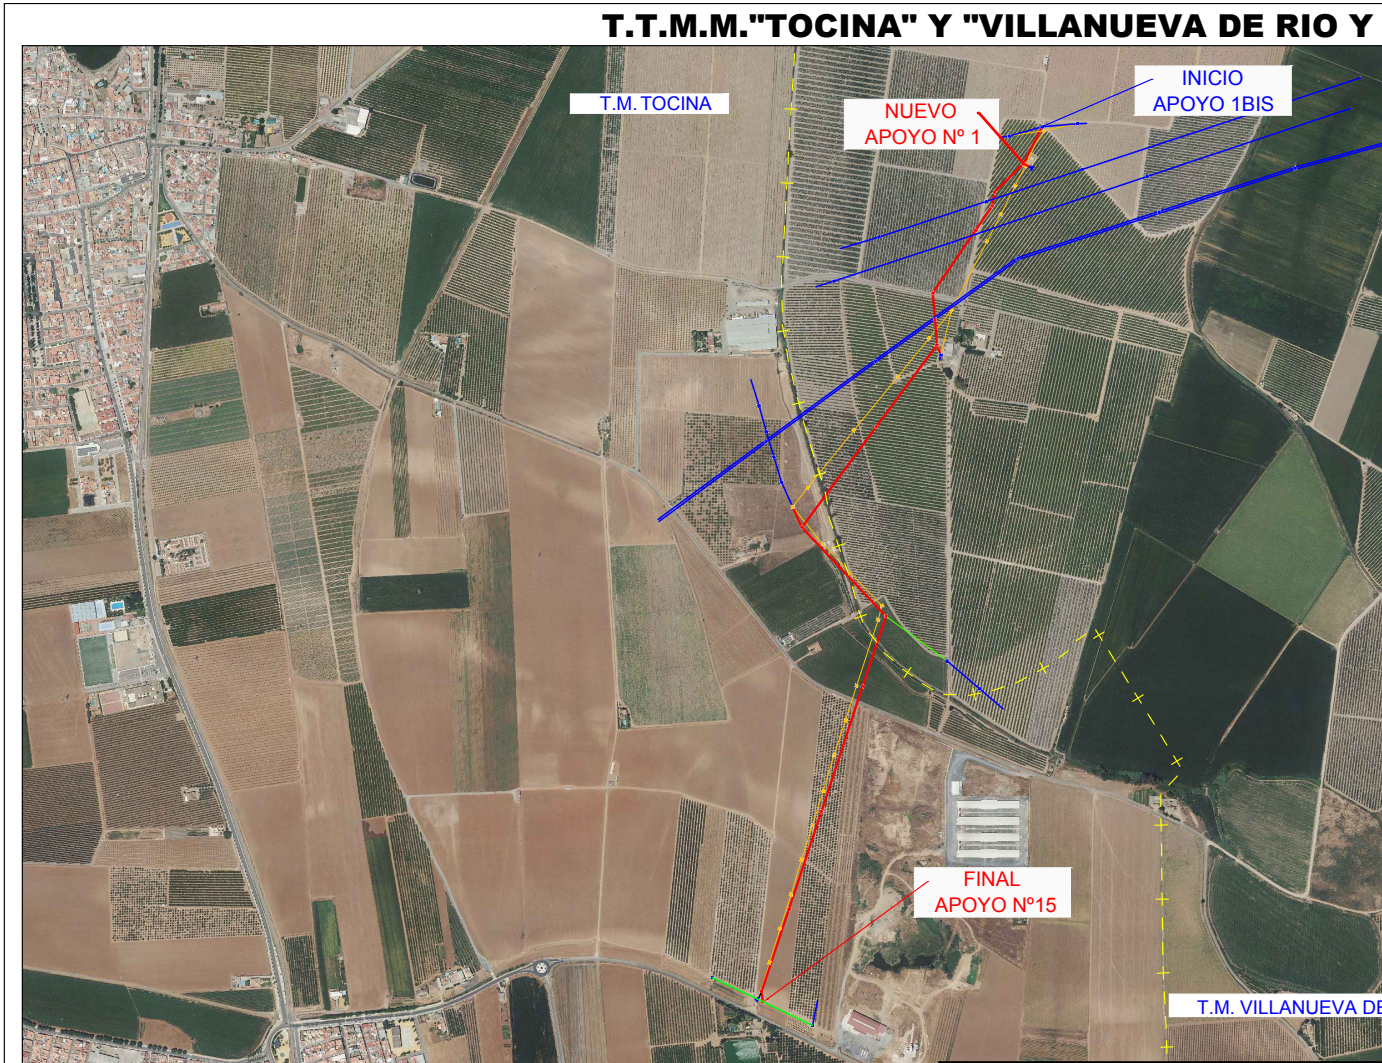 T.T.M.M."TOCINA" Y "VILLANUEVA DE RIO Y
T.M. TOCINA
INICIO
APOYO 1BIS
NUEVO
APOYO Nº 1
FINAL
APOYO Nº15
T.M. VILLANUEVA DE